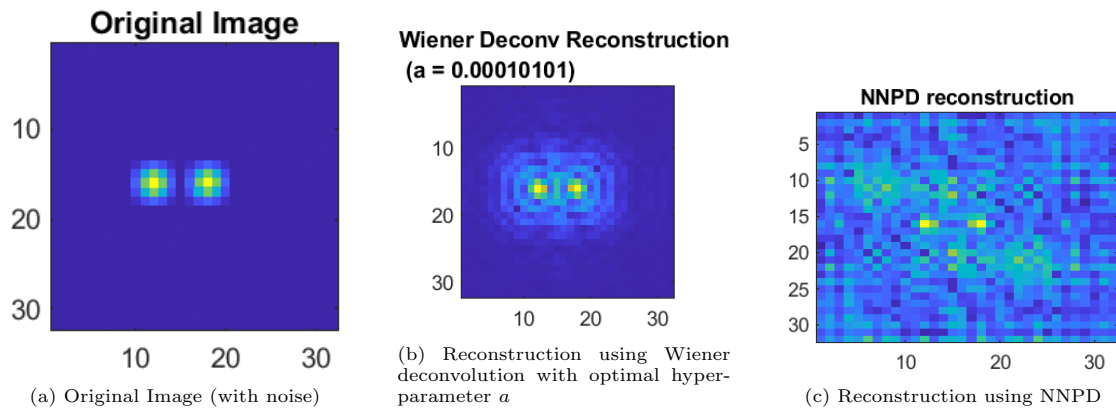 Original Image
10
20
30
10 20 30
(a) Original Image (with noise)
Wiener Deconv Reconstruction
(a = 0.00010101)
10
20
30
10 20 30
(b) Reconstruction using Wiener
deconvolution with optimal hyper-
parameter a
NNPD reconstruction
5
10
15
20
25
30
10 20 30
(c) Reconstruction using NNPD